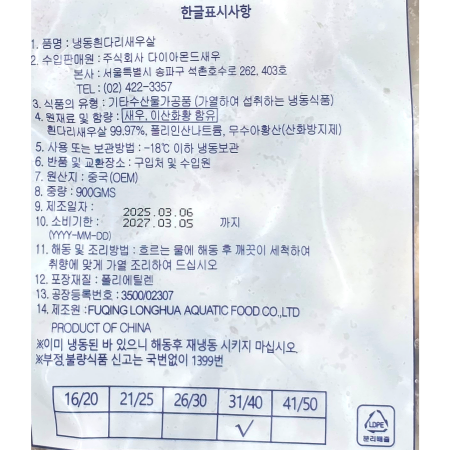 한글표시사항
1. 품명 : 냉동흰다리새우살
2. 수입판매원 : 주식회사 다이아몬드새우
본사 : 서울특별시 송파구 석촌호수로 262, 403호
TEL : (02) 422-3357
3. 식품의 유형 : 기타수산물가공품 (가열하여 섭취하는 냉동식품)
4. 원재료 및 함량 : 새우, 이산화황 함유
흰다리새우살 99.97%, 폴리인산나트륨, 무수아황산(산화방지제)
5. 사용 또는 보관방법 : -18℃ 이하 냉동보관
6. 반품 및 교환장소 : 구입처 및 수입원
7. 원산지 : 중국(OEM)
8. 중량 : 900GMS
9. 제조일자 : 2025.03.06
10. 소비기한 : 2027.03.05 까지
(YYYY-MM-DD)
11. 해동 및 조리방법 : 흐르는 물에 해동 후 깨끗이 세척하여
취향에 맞게 가열 조리하여 드십시오
12. 포장재질 : 폴리에틸렌
13. 공장등록번호 : 3500/02307
14. 제조원 : FUQING LONGHUA AQUATIC FOOD CO.,LTD
PRODUCT OF CHINA
※이미 냉동된 바 있으니 해동후 재냉동 시키지 마십시오.
※부정,불량식품 신고는 국번없이 1399번
16/20 21/25 26/30 31/40 41/50
√
LDPE
분리배출